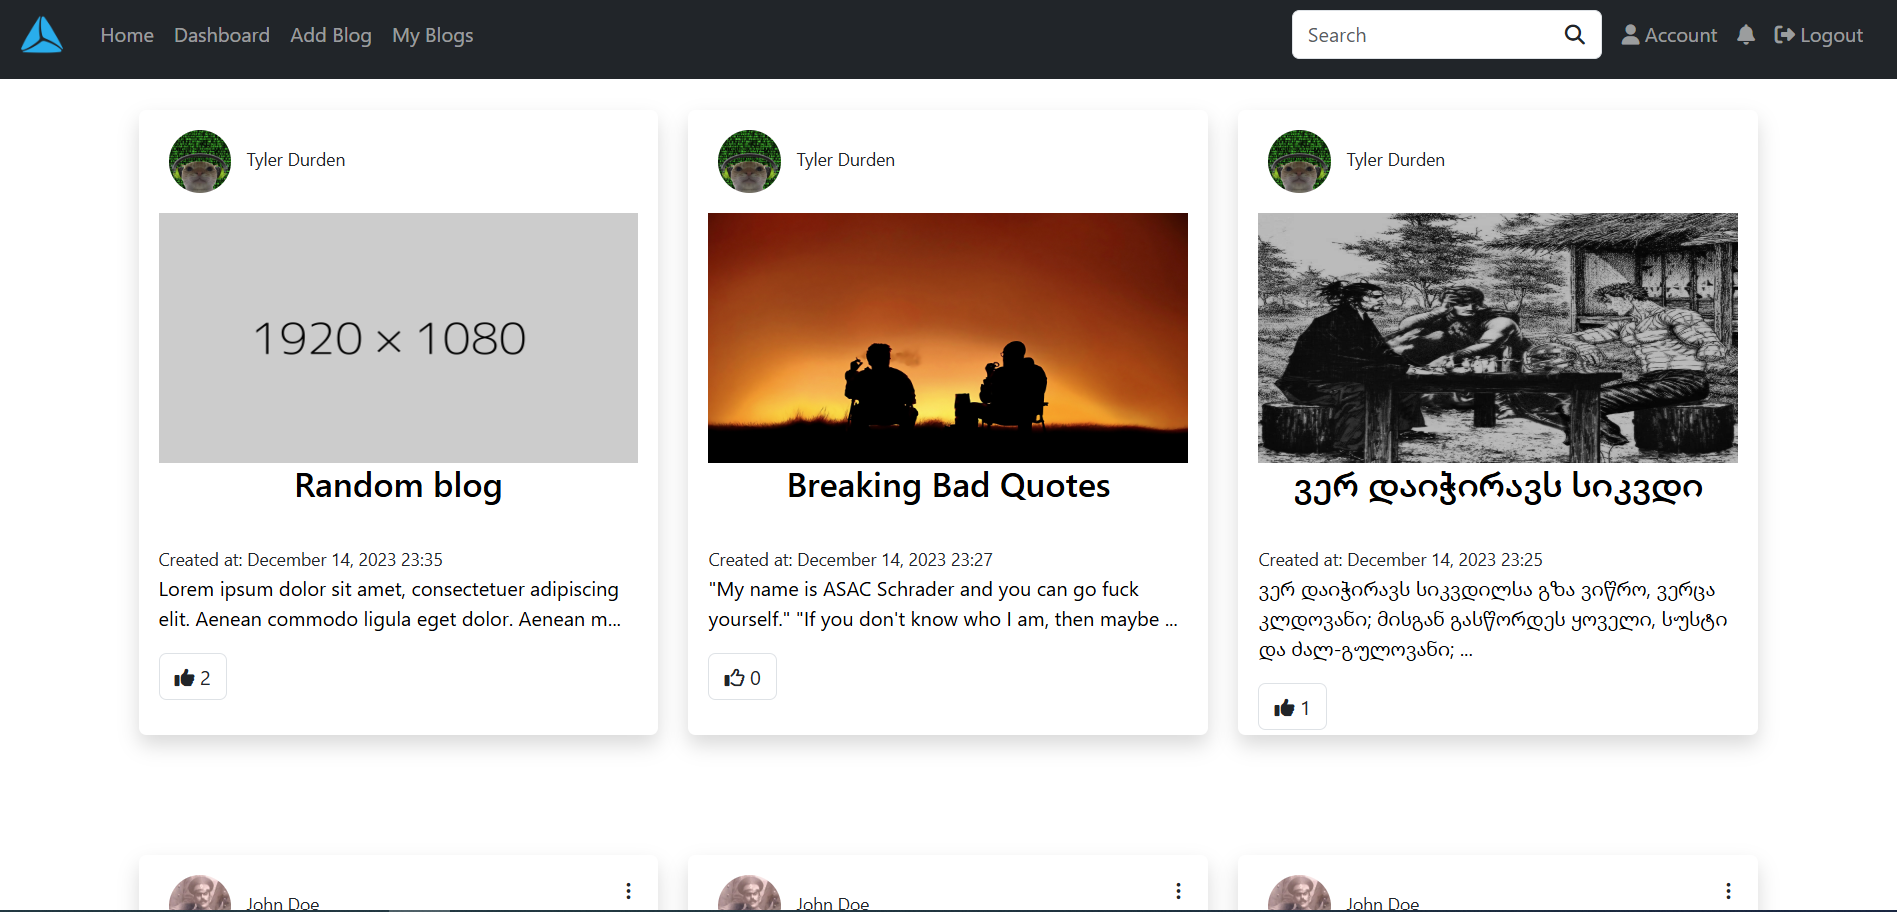 Home Dashboard Add Blog My Blogs Search Account Logout
Tyler Durden
1920 × 1080
Random blog
Created at: December 14, 2023 23:35
Lorem ipsum dolor sit amet, consectetuer adipiscing
elit. Aenean commodo ligula eget dolor. Aenean m...
2
Tyler Durden
Breaking Bad Quotes
Created at: December 14, 2023 23:27
"My name is ASAC Schrader and you can go fuck
yourself." "If you don't know who I am, then maybe ...
0
Tyler Durden
ვერ დაიჭირავს სიკვდი
Created at: December 14, 2023 23:25
ვერ დაიჭირავს სიკვდილსა გზა ვიწრო, ვერცა
კლდოვანი; მისგან გასწორდეს ყოველი, სუსტი
და ძალ-გულოვანი; ...
1
John Doe
John Doe
John Doe